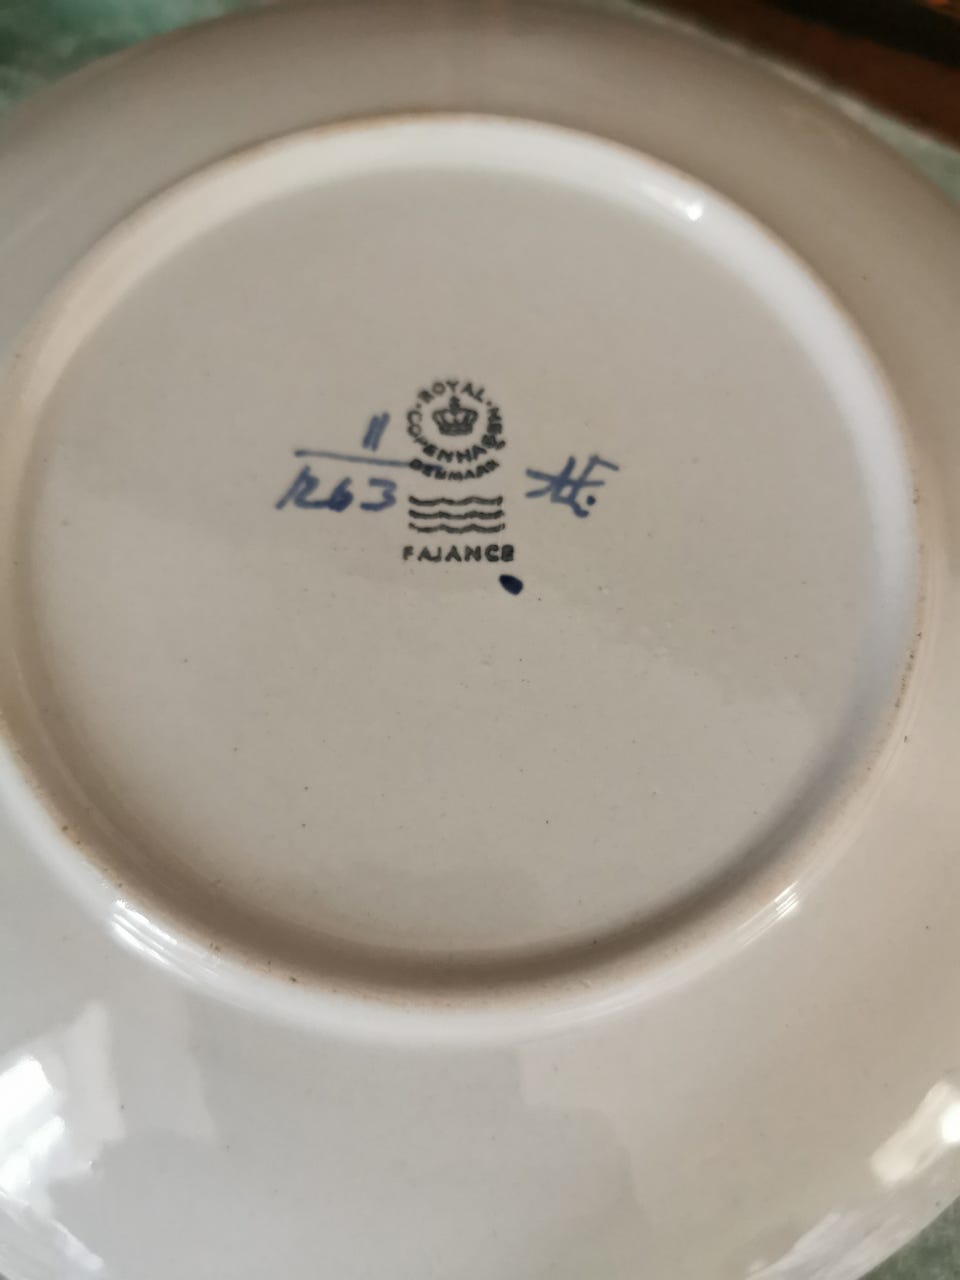 ROYAL COPENHAGEN
DENMARK
11
1263
FAJANCE